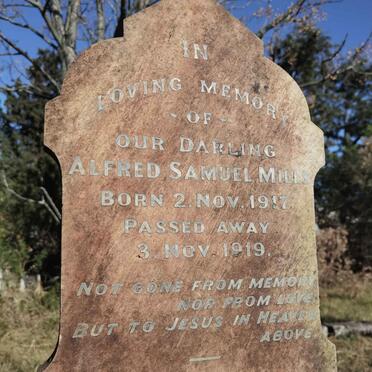 IN
LOVING MEMORY
- OF -
OUR DARLING
ALFRED SAMUEL MILLS
BORN 2. NOV. 1917.
PASSED AWAY
3. NOV. 1919.
NOT GONE FROM MEMORY
NOR FROM LOVE.
BUT TO JESUS IN HEAVEN
ABOVE.